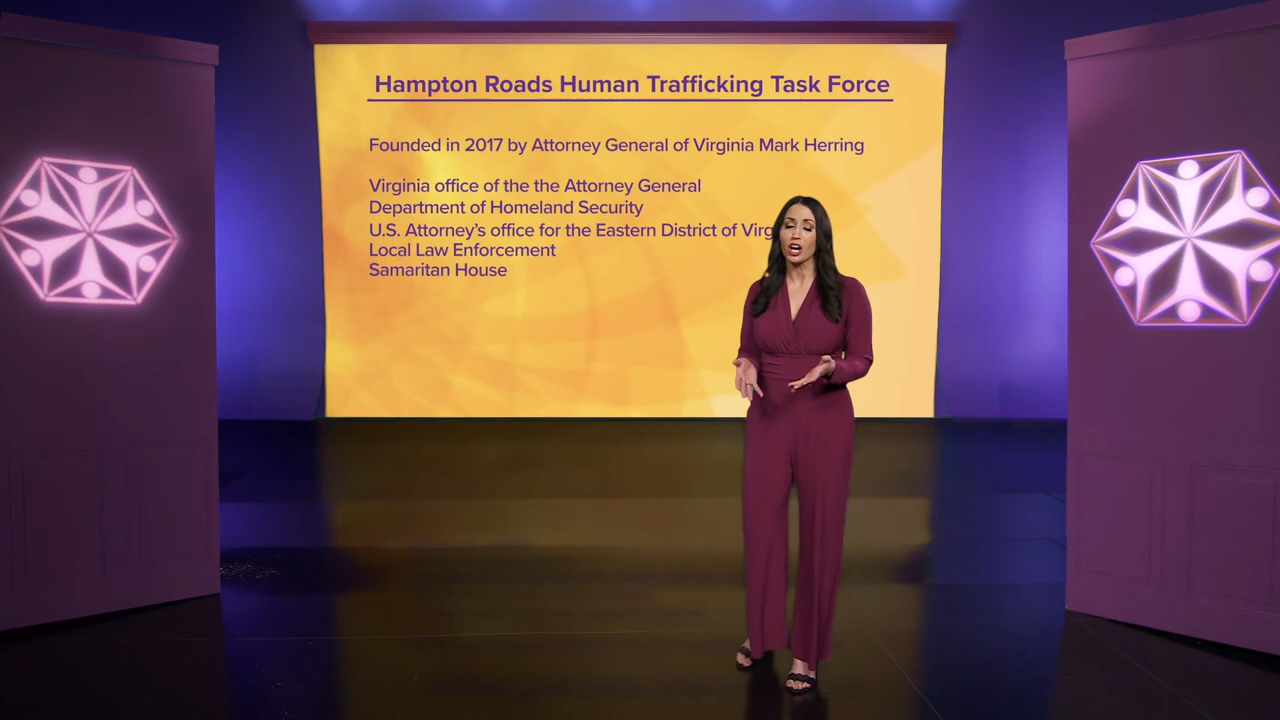 Hampton Roads Human Trafficking Task Force
Founded in 2017 by Attorney General of Virginia Mark Herring
Virginia office of the the Attorney General
Department of Homeland Security
U.S. Attorney's office for the Eastern District of
Local Law Enforcement
Samaritan House